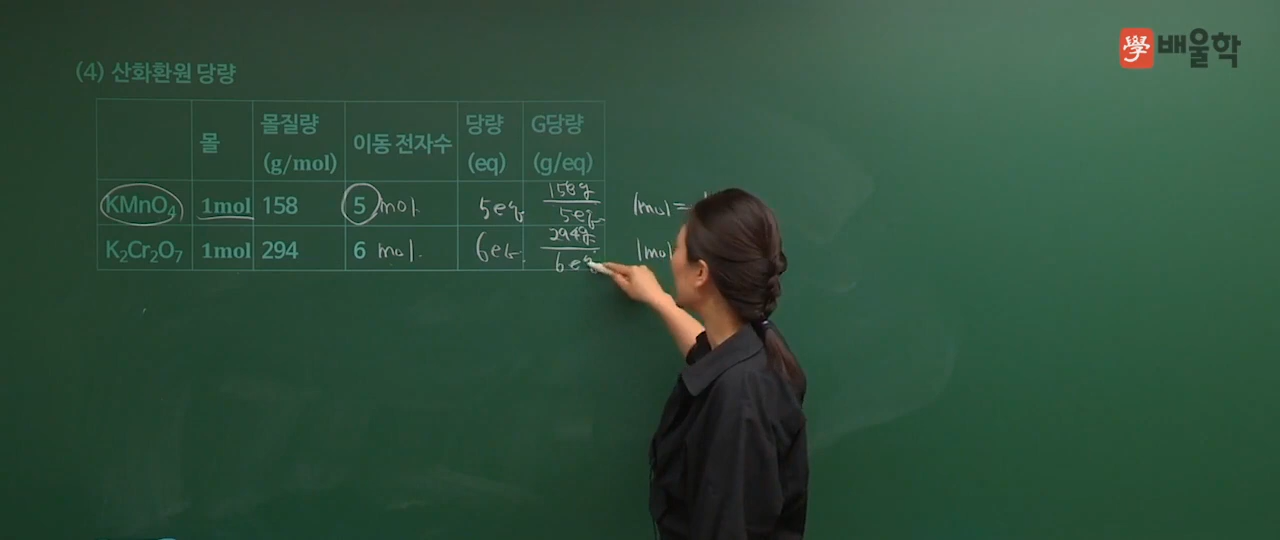 學 배울학
(4) 산화환원 당량
몰 몰질량 (g/mol) 이동 전자수 당량 (eq) G당량 (g/eq)
KMnO₄ 1mol 158 5 mol. 5eq 158g/5eq 1mol =
K₂Cr₂O₇ 1mol 294 6 mol. 6eq. 294g/6eq 1mol